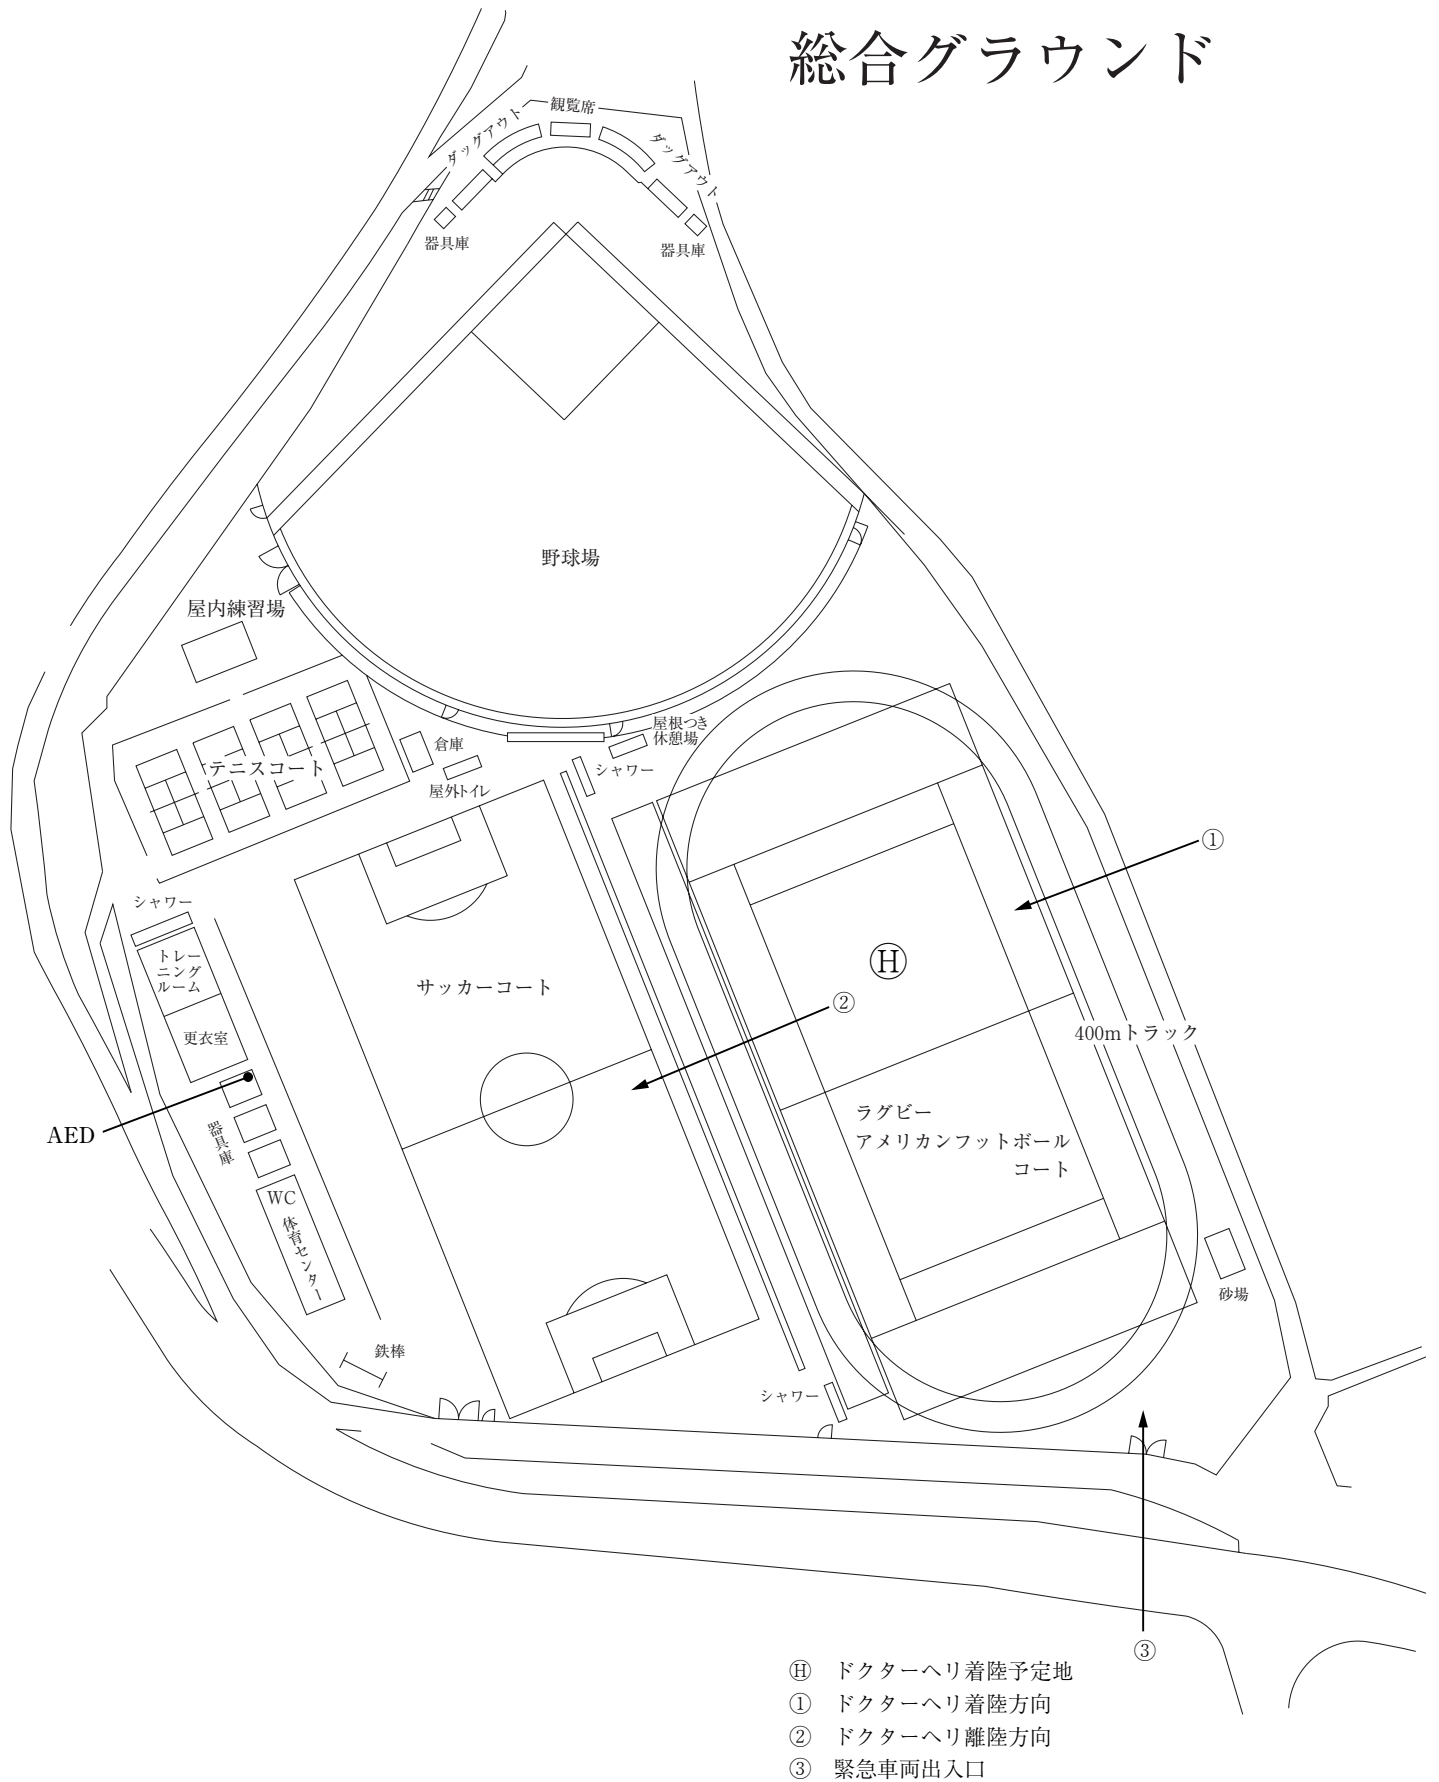 総合グラウンド
観覧席
ダッグアウト
ダッグアウト
器具庫
器具庫
野球場
屋内練習場
屋根つき
休憩場
倉庫
シャワー
テニスコート
屋外トイレ
①
シャワー
トレー
ニング
ルーム
サッカーコート
Ⓗ
②
更衣室
400mトラック
AED
器具庫
ラグビー
アメリカンフットボール
コート
WC
体育センター
砂場
鉄棒
シャワー
③
Ⓗ ドクターヘリ着陸予定地
① ドクターヘリ着陸方向
② ドクターヘリ離陸方向
③ 緊急車両出入口